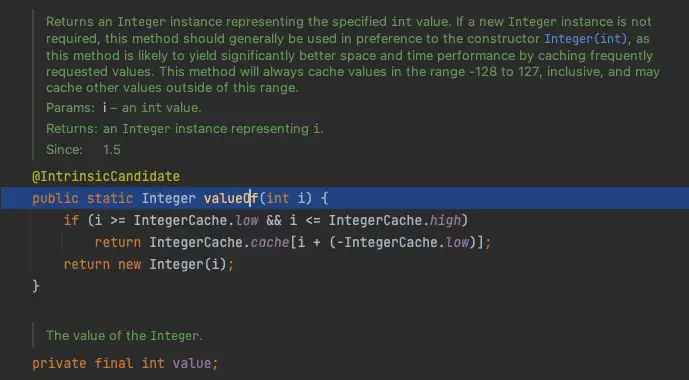 Returns an Integer instance representing the specified int value. If a new Integer instance is not
required, this method should generally be used in preference to the constructor Integer(int), as
this method is likely to yield significantly better space and time performance by caching frequently
requested values. This method will always cache values in the range -128 to 127, inclusive, and may
cache other values outside of this range.
Params: i – an int value.
Returns: an Integer instance representing i.
Since: 1.5
@IntrinsicCandidate
public static Integer valueOf(int i) {
    if (i >= IntegerCache.low && i <= IntegerCache.high)
        return IntegerCache.cache[i + (-IntegerCache.low)];
    return new Integer(i);
}
The value of the Integer.
private final int value;